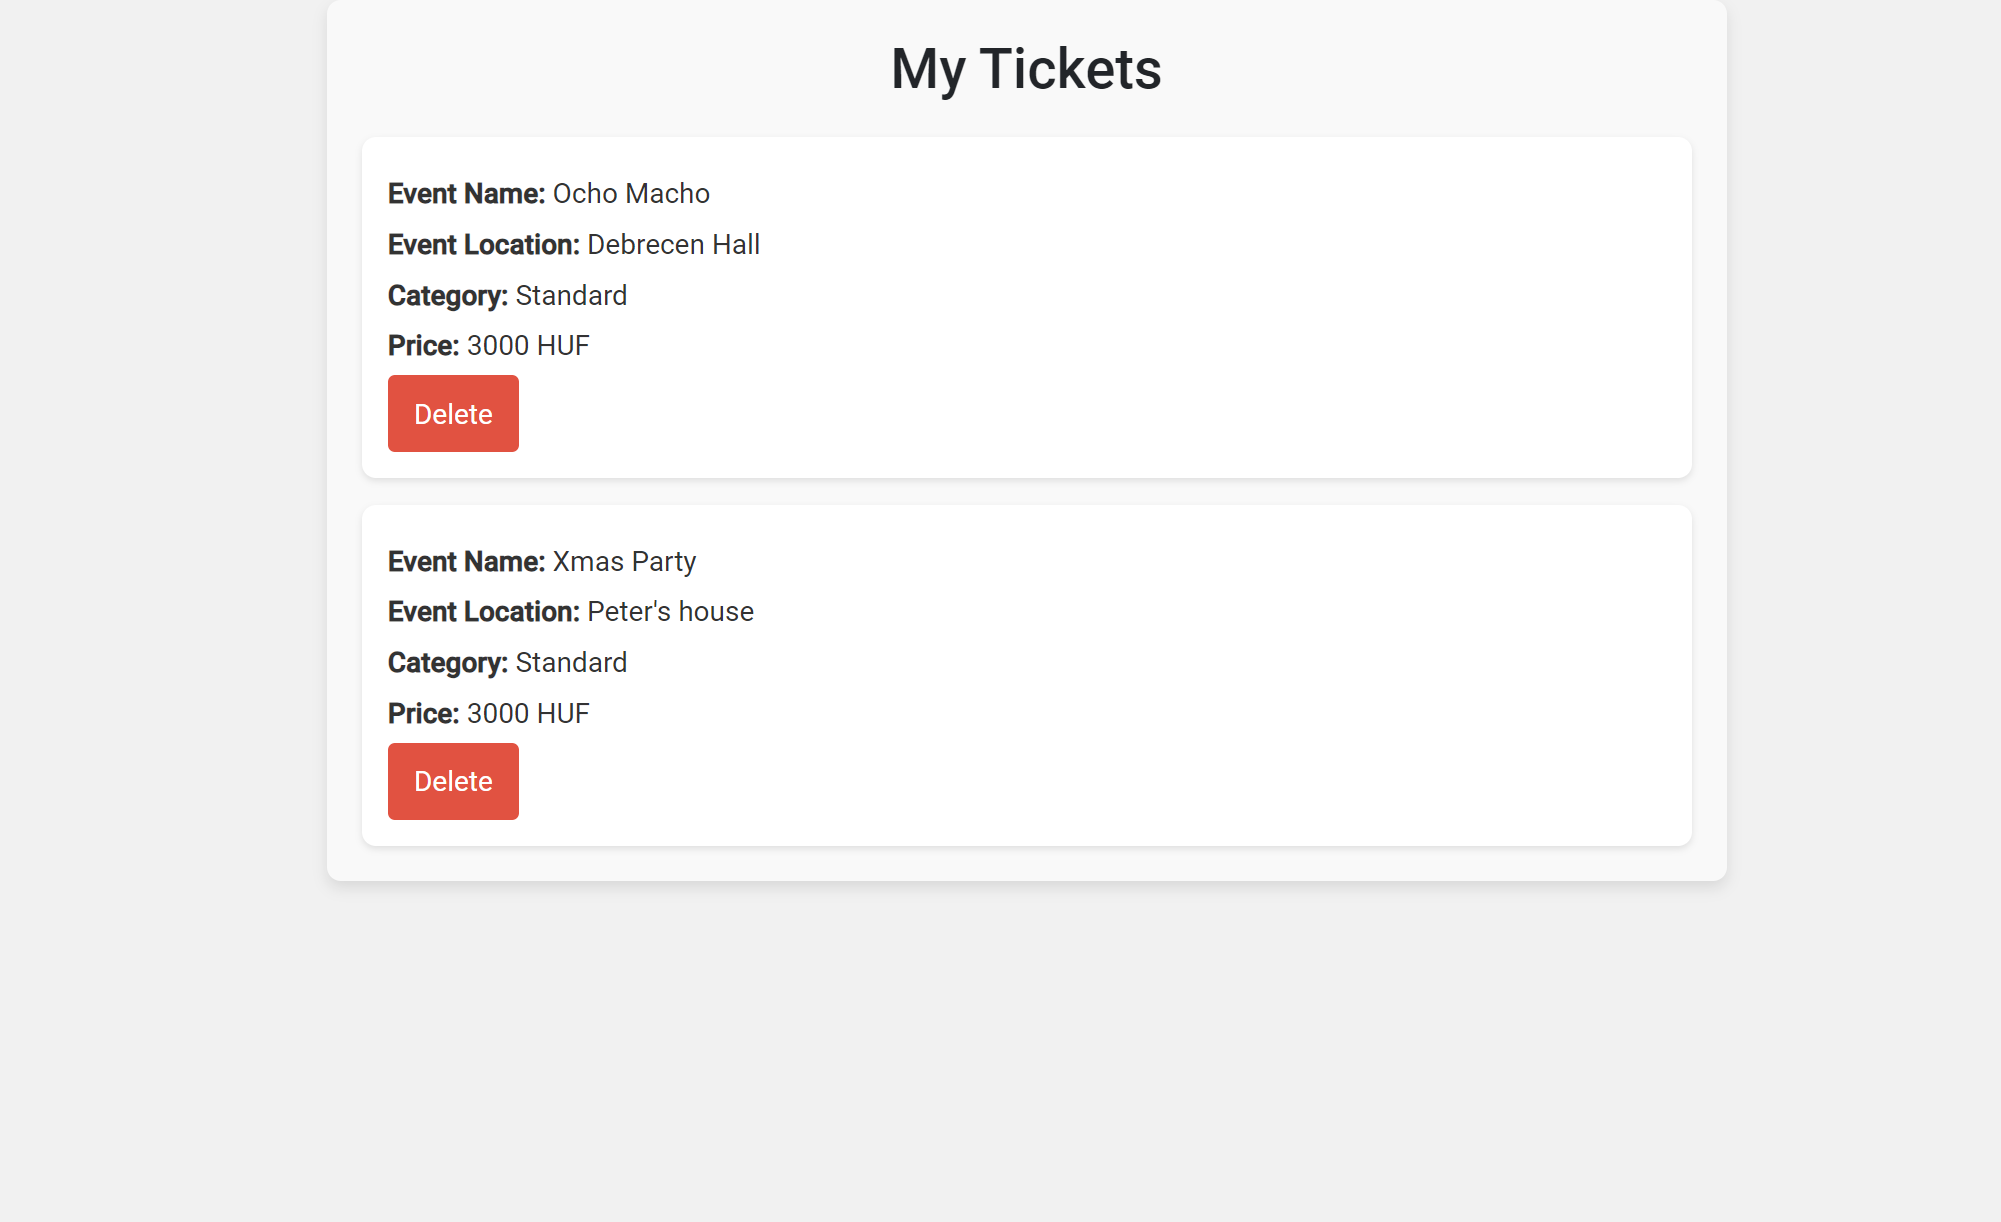 My Tickets
Event Name: Ocho Macho
Event Location: Debrecen Hall
Category: Standard
Price: 3000 HUF
Delete
Event Name: Xmas Party
Event Location: Peter's house
Category: Standard
Price: 3000 HUF
Delete